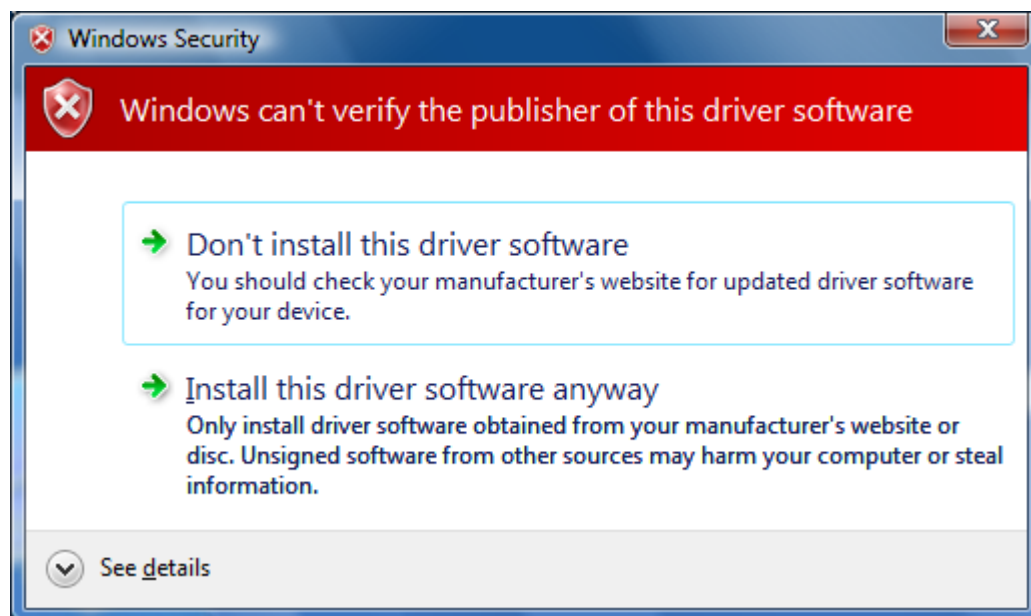 Windows Security
Windows can't verify the publisher of this driver software
Don't install this driver software
You should check your manufacturer's website for updated driver software
for your device.
Install this driver software anyway
Only install driver software obtained from your manufacturer's website or
disc. Unsigned software from other sources may harm your computer or steal
information.
See details